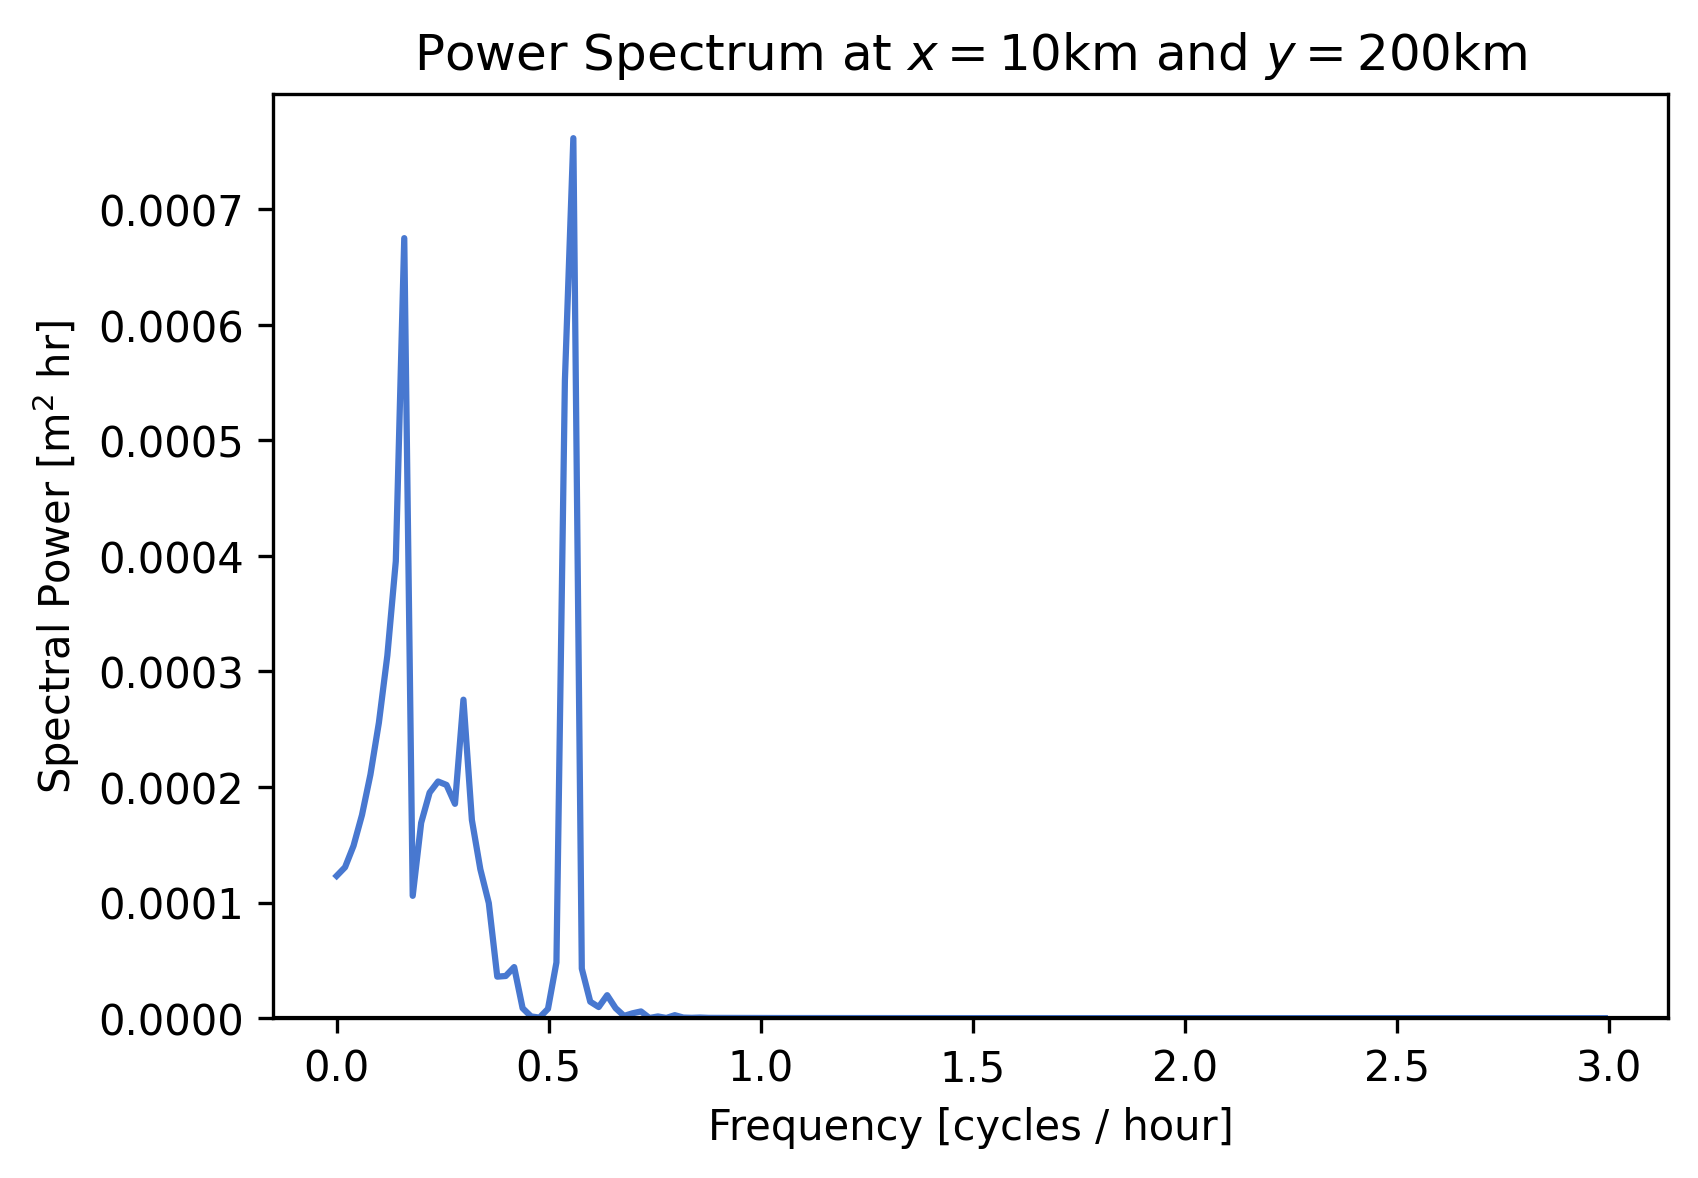 Power Spectrum at x = 10km and y = 200km
Spectral Power [m² hr]
0.0007
0.0006
0.0005
0.0004
0.0003
0.0002
0.0001
0.0000
0.0 0.5 1.0 1.5 2.0 2.5 3.0
Frequency [cycles / hour]